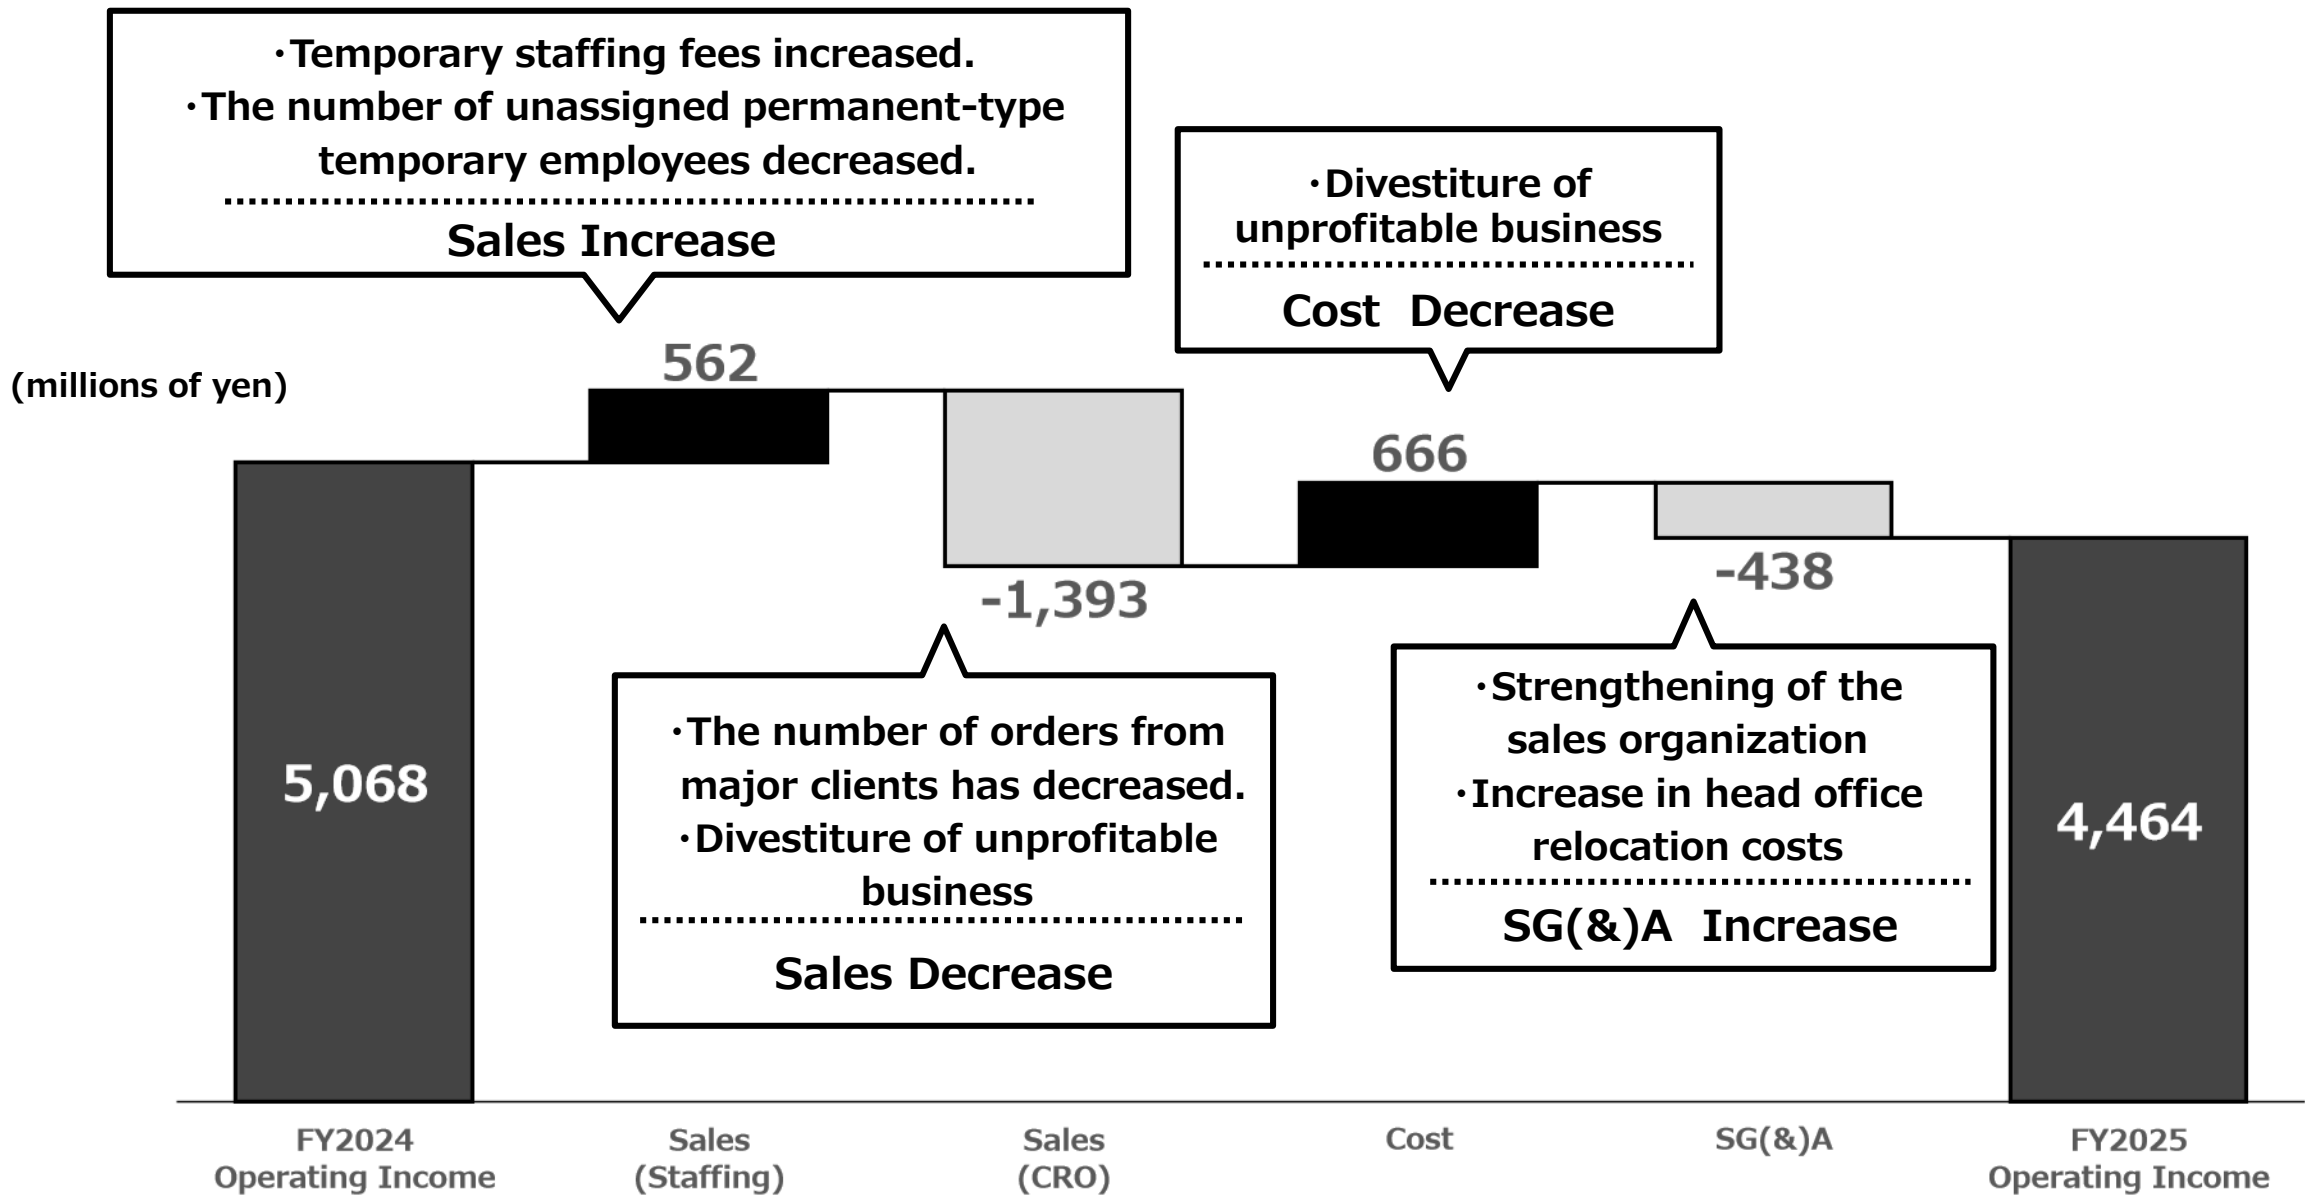 ・Temporary staffing fees increased.
・The number of unassigned permanent-type
temporary employees decreased.
Sales Increase
・Divestiture of
unprofitable business
Cost Decrease
(millions of yen)
562
666
-1,393
-438
5,068
・The number of orders from
major clients has decreased.
・Divestiture of unprofitable
business
Sales Decrease
・Strengthening of the
sales organization
・Increase in head office
relocation costs
SG(&)A Increase
4,464
FY2024
Operating Income
Sales
(Staffing)
Sales
(CRO)
Cost
SG(&)A
FY2025
Operating Income